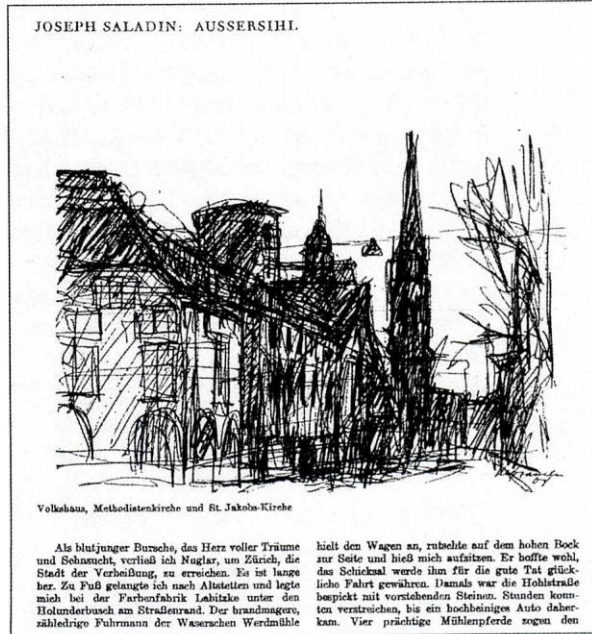 JOSEPH SALADIN: AUSSERSIHL
Volkshaus, Methodistenkirche und St. Jakobs-Kirche
Als blutjunger Bursche, das Herz voller Träume
und Sehnsucht, verließ ich Nuglar, um Zürich, die
Stadt der Verheißung, zu erreichen. Es ist lange
her. Zu Fuß gelangte ich nach Altstetten und legte
mich bei der Farbenfabrik Labitzke unter den
Holunderbusch am Straßenrand. Der brandmagere,
zähledrige Fuhrmann der Waserschen Werdmühle
hielt den Wagen an, rutschte auf dem hohen Bock
zur Seite und hieß mich aufsitzen. Er hoffte wohl,
das Schicksal werde ihm für die gute Tat glück-
liche Fahrt gewähren. Damals war die Hohlstraße
bespickt mit vorstehenden Steinen. Stunden konn-
ten verstreichen, bis ein hochbeiniges Auto daher-
kam. Vier prächtige Mühlenpferde zogen den